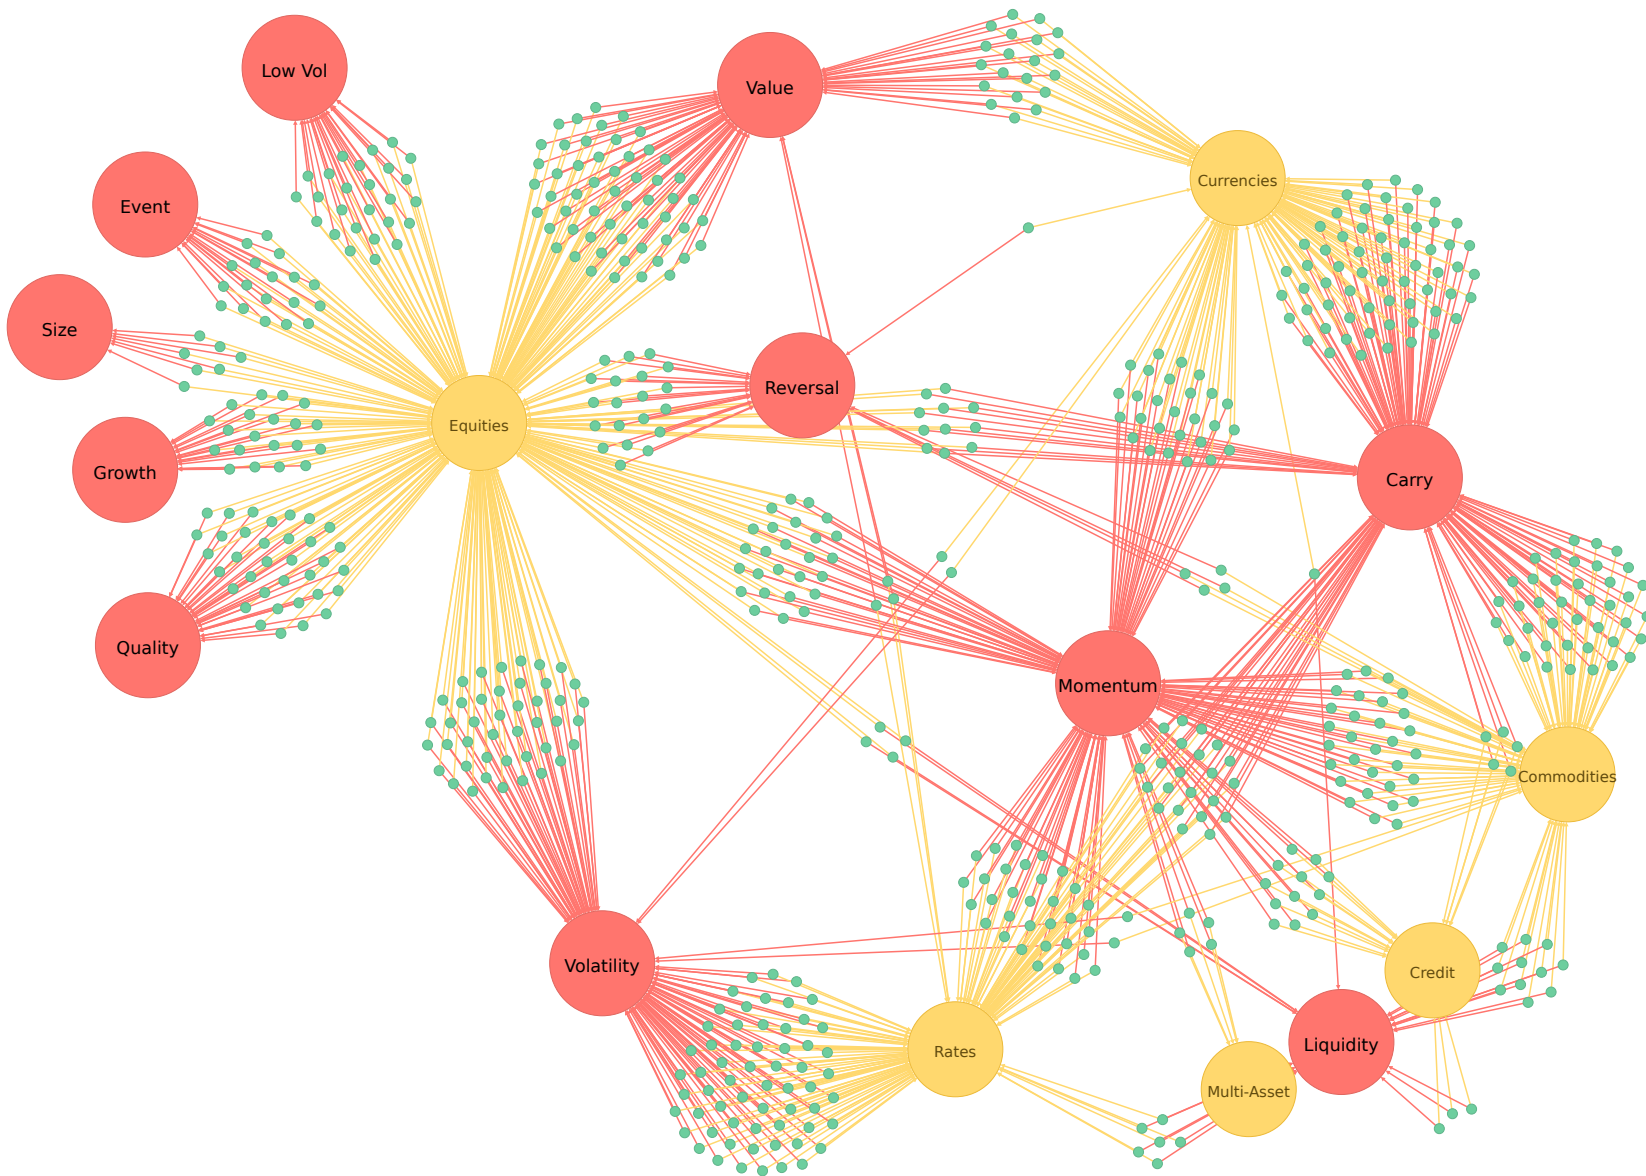 Low Vol
Value
Currencies
Event
Size
Reversal
Equities
Growth
Carry
Quality
Momentum
Commodities
Volatility
Credit
Rates
Liquidity
Multi-Asset